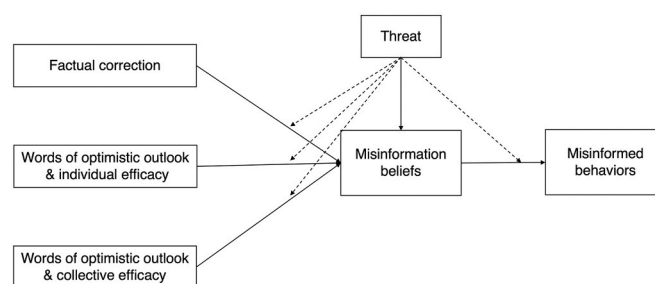 Threat
Factual correction
Words of optimistic outlook
& individual efficacy
Misinformation
beliefs
Misinformed
behaviors
Words of optimistic outlook
& collective efficacy